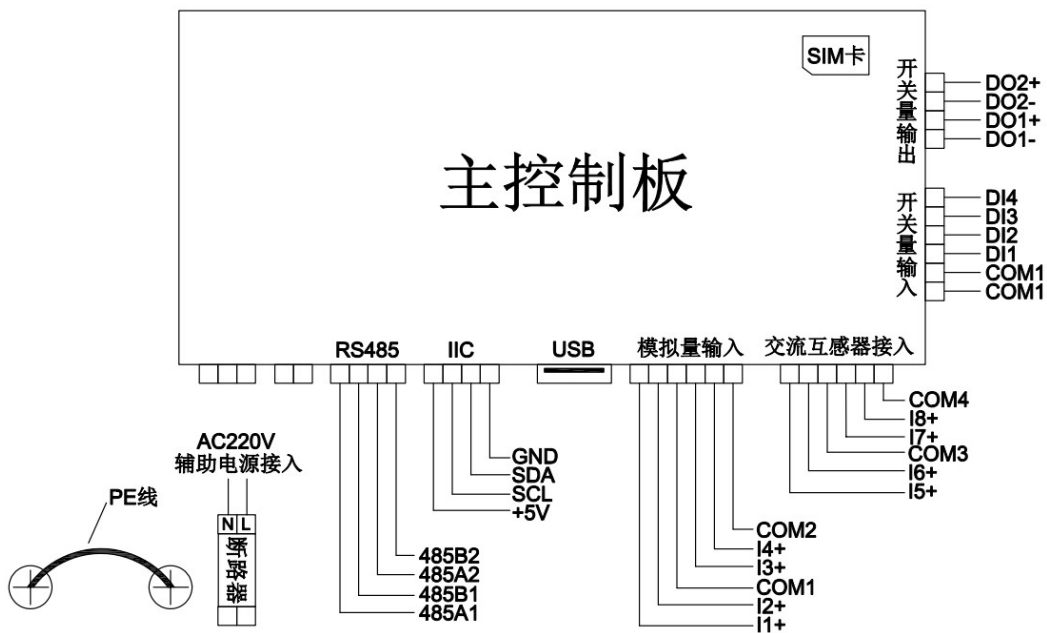 SIM卡
主控制板
开关量输出
DO2+
DO2-
DO1+
DO1-
开关量输入
DI4
DI3
DI2
DI1
COM1
COM1
RS485
IIC
USB
模拟量输入
交流互感器接入
COM4
I8+
I7+
COM3
I6+
I5+
GND
SDA
SCL
+5V
COM2
I4+
I3+
COM1
I2+
I1+
485B2
485A2
485B1
485A1
AC220V
辅助电源接入
PE线
N L
断路器